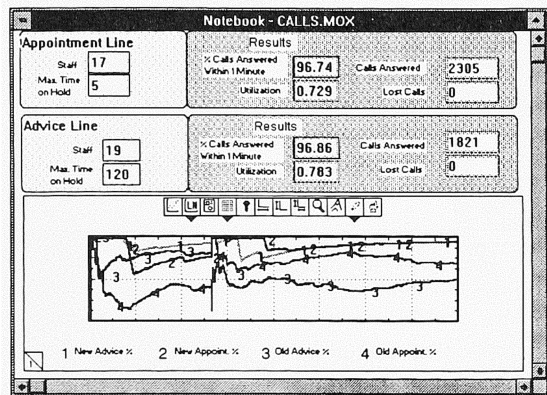 Notebook - CALLS.MOX
Appointment Line
Staff 17
Max. Time on Hold 5
Results
% Calls Answered Within 1 Minute 96.74
Calls Answered 2305
Utilization 0.729
Lost Calls 0
Advice Line
Staff 19
Max. Time on Hold 120
Results
% Calls Answered Within 1 Minute 96.86
Calls Answered 1821
Utilization 0.783
Lost Calls 0
1 New Advice % 2 New Appoint. % 3 Old Advice % 4 Old Appoint. %
1